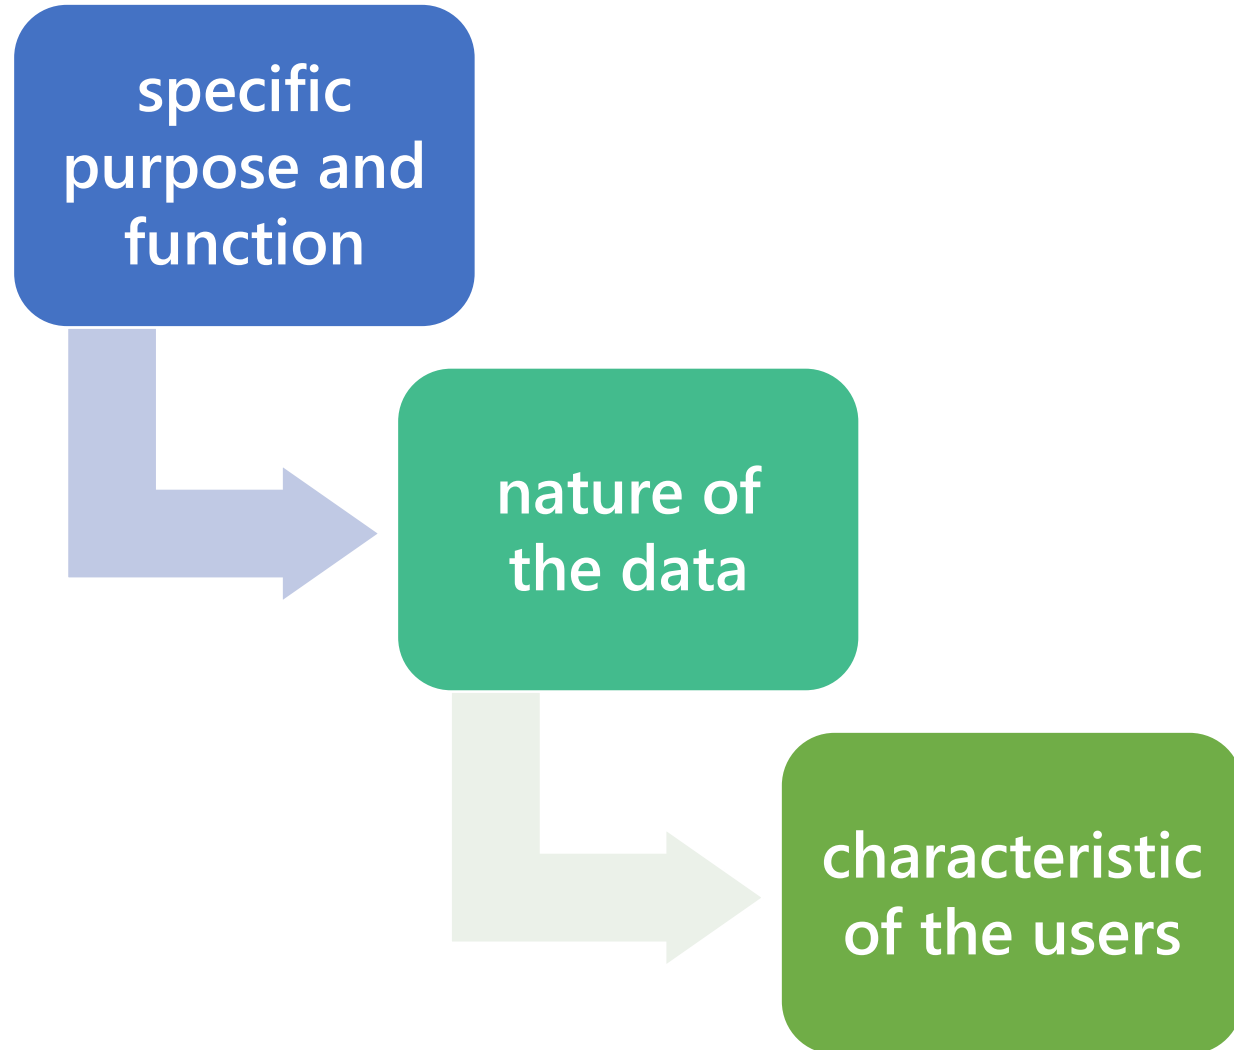 specific
purpose and
function
nature of
the data
characteristic
of the users